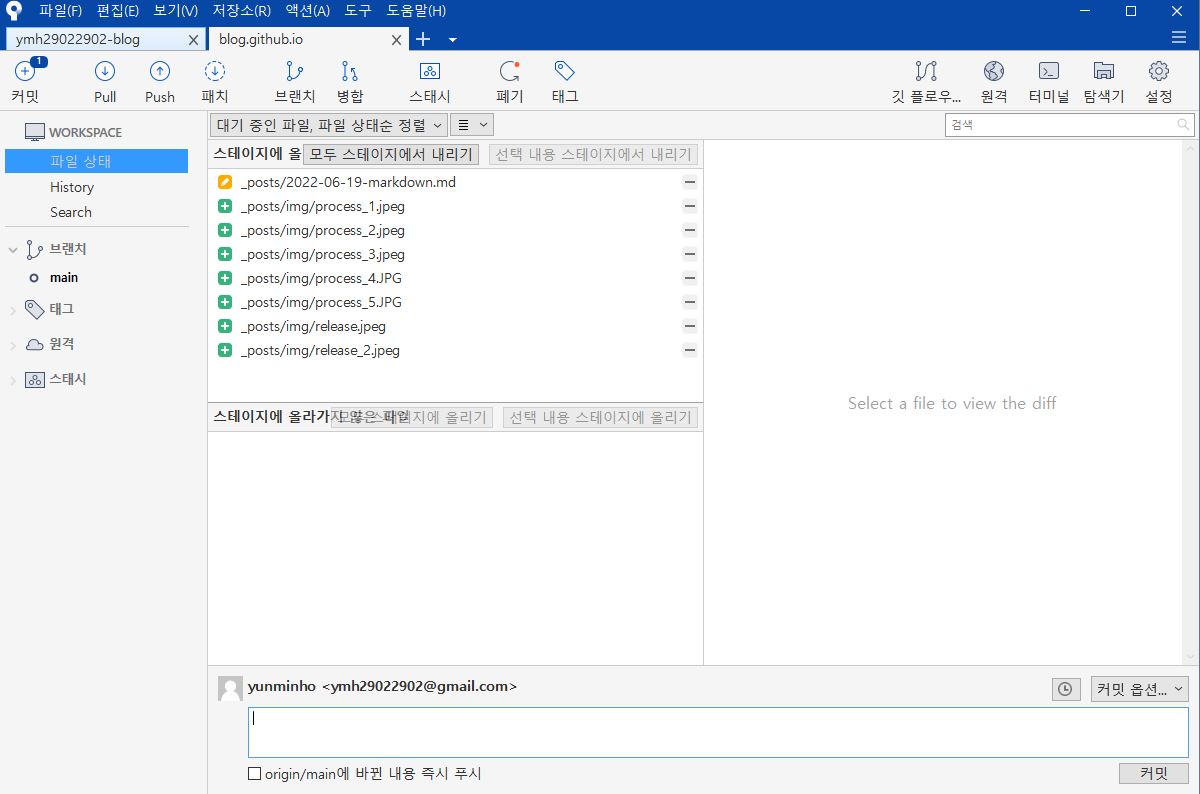 파일(F) 편집(E) 보기(V) 저장소(R) 액션(A) 도구 도움말(H)
ymh29022902-blog
blog.github.io
1
커밋 Pull Push 패치 브랜치 병합 스태시 폐기 태그 깃 플로우... 원격 터미널 탐색기 설정
WORKSPACE
파일 상태
History
Search
브랜치
main
태그
원격
스태시
대기 중인 파일, 파일 상태순 정렬
검색
스테이지에 올 모두 스테이지에서 내리기 선택 내용 스테이지에서 내리기
_posts/2022-06-19-markdown.md
_posts/img/process_1.jpeg
_posts/img/process_2.jpeg
_posts/img/process_3.jpeg
_posts/img/process_4.JPG
_posts/img/process_5.JPG
_posts/img/release.jpeg
_posts/img/release_2.jpeg
스테이지에 올라가지 않은 파일 모두 스테이지에 올리기 선택 내용 스테이지에 올리기
Select a file to view the diff
yunminho <ymh29022902@gmail.com>
커밋 옵션...
origin/main에 바뀐 내용 즉시 푸시
커밋